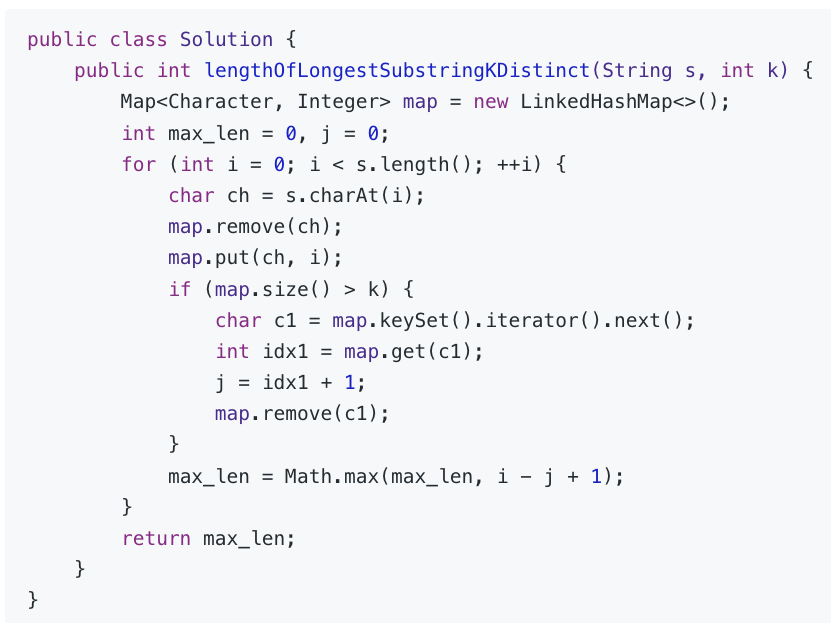 public class Solution {
    public int lengthOfLongestSubstringKDistinct(String s, int k) {
        Map<Character, Integer> map = new LinkedHashMap<>();
        int max_len = 0, j = 0;
        for (int i = 0; i < s.length(); ++i) {
            char ch = s.charAt(i);
            map.remove(ch);
            map.put(ch, i);
            if (map.size() > k) {
                char c1 = map.keySet().iterator().next();
                int idx1 = map.get(c1);
                j = idx1 + 1;
                map.remove(c1);
            }
            max_len = Math.max(max_len, i − j + 1);
        }
        return max_len;
    }
}